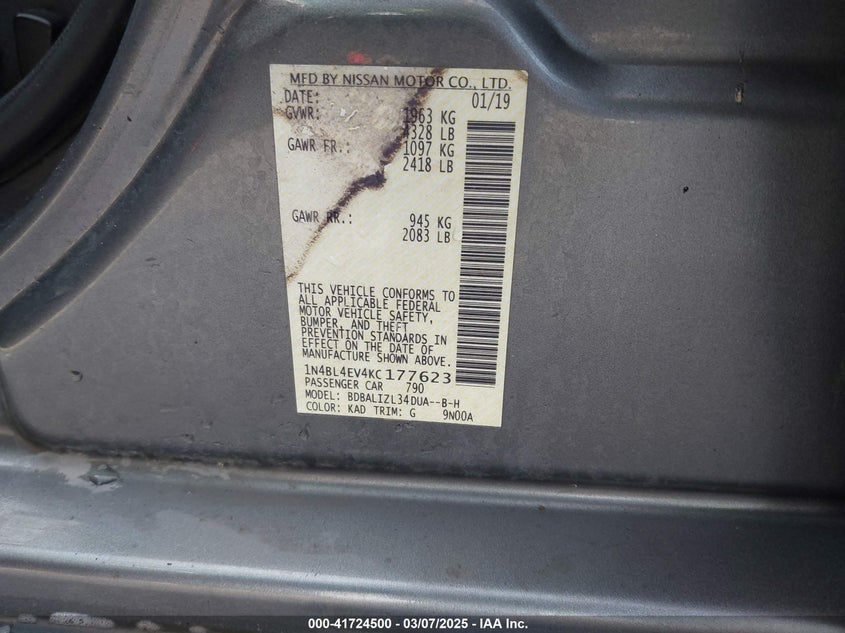 MFD BY NISSAN MOTOR CO., LTD.
DATE: 01/19
GVWR: 1963 KG
4328 LB
GAWR FR.: 1097 KG
2418 LB
GAWR RR.: 945 KG
2083 LB
THIS VEHICLE CONFORMS TO
ALL APPLICABLE FEDERAL
MOTOR VEHICLE SAFETY,
BUMPER, AND THEFT
PREVENTION STANDARDS IN
EFFECT ON THE DATE OF
MANUFACTURE SHOWN ABOVE.
1N4BL4EV4KC177623
PASSENGER CAR 790
MODEL: BDBALIZL34DUA--B-H
COLOR: KAD TRIM: G 9N00A
000-41724500 — 03/07/2025 — IAA Inc.